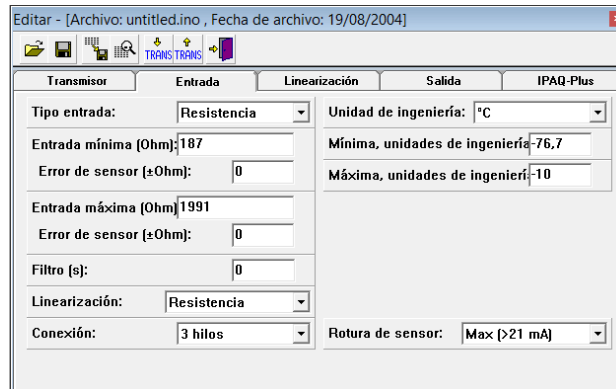 Editar - [Archivo: untitled.ino , Fecha de archivo: 19/08/2004]
TRANS TRANS
Transmisor Entrada Linearización Salida IPAQ-Plus
Tipo entrada: Resistencia Unidad de ingeniería: °C
Entrada mínima (Ohm): 187 Mínima, unidades de ingeniería -76,7
Error de sensor (±Ohm): 0 Máxima, unidades de ingenierí: -10
Entrada máxima (Ohm) 1991
Error de sensor (±Ohm): 0
Filtro (s): 0
Linearización: Resistencia
Conexión: 3 hilos Rotura de sensor: Max (>21 mA)